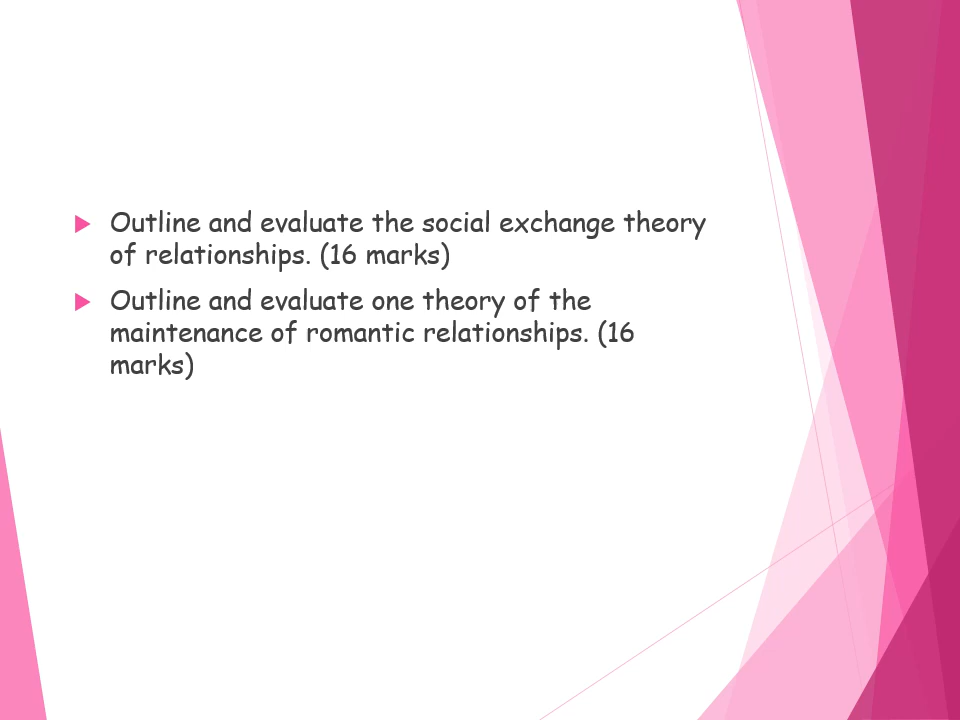 Outline and evaluate the social exchange theory
of relationships. (16 marks)
Outline and evaluate one theory of the
maintenance of romantic relationships. (16
marks)